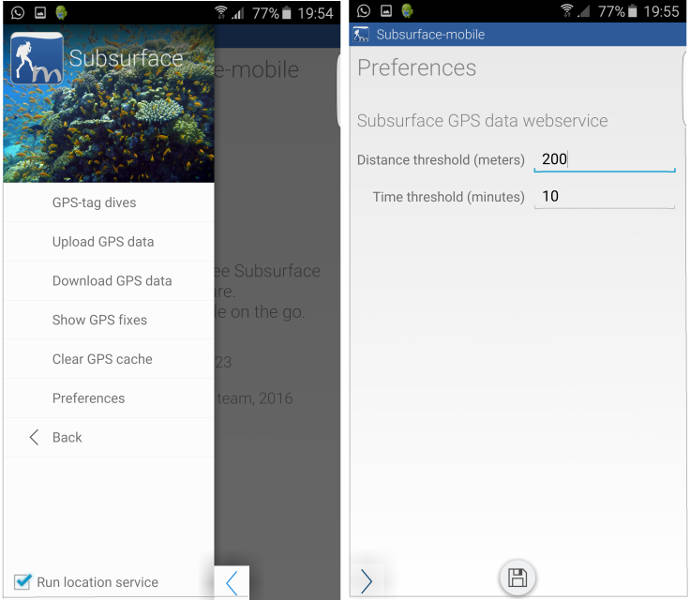 77% 19:54
Subsurface
e-mobile
GPS-tag dives
Upload GPS data
Download GPS data
ee Subsurface
re.
Show GPS fixes
le on the go.
Clear GPS cache
23
Preferences
team, 2016
Back
Run location service
77% 19:55
Subsurface-mobile
Preferences
Subsurface GPS data webservice
Distance threshold (meters) 200
Time threshold (minutes) 10